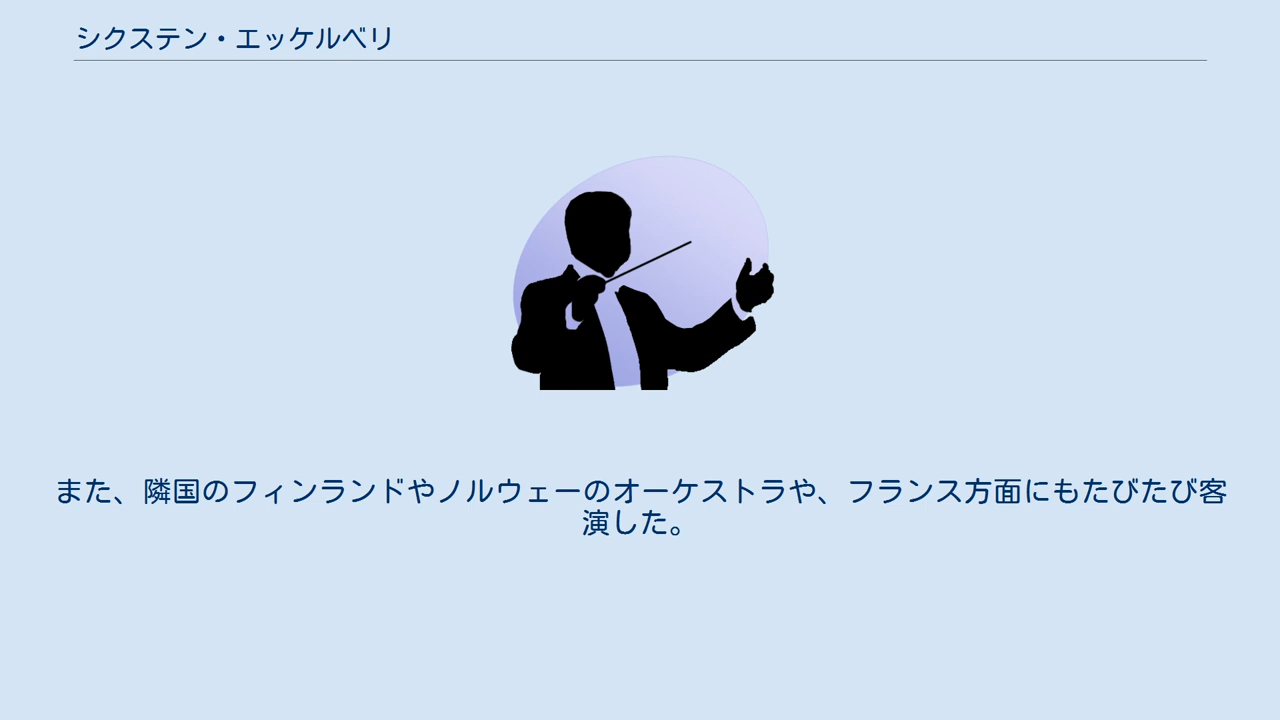 シクステン・エッケルベリ
また、隣国のフィンランドやノルウェーのオーケストラや、フランス方面にもたびたび客
演した。